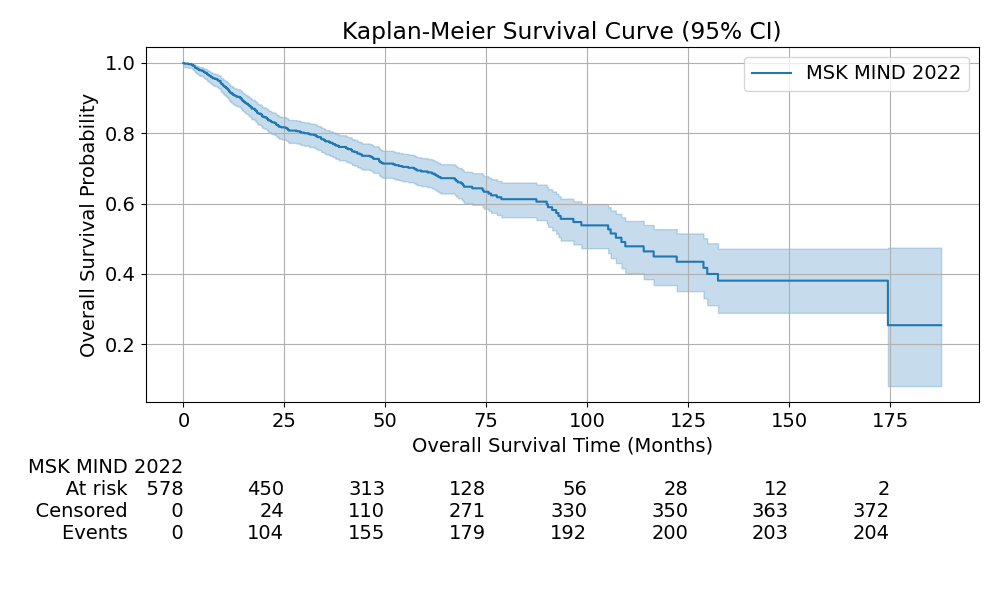 Kaplan-Meier Survival Curve (95% CI)
MSK MIND 2022
Overall Survival Probability
1.0
0.8
0.6
0.4
0.2
0 25 50 75 100 125 150 175
Overall Survival Time (Months)
MSK MIND 2022
At risk 578 450 313 128 56 28 12 2
Censored 0 24 110 271 330 350 363 372
Events 0 104 155 179 192 200 203 204